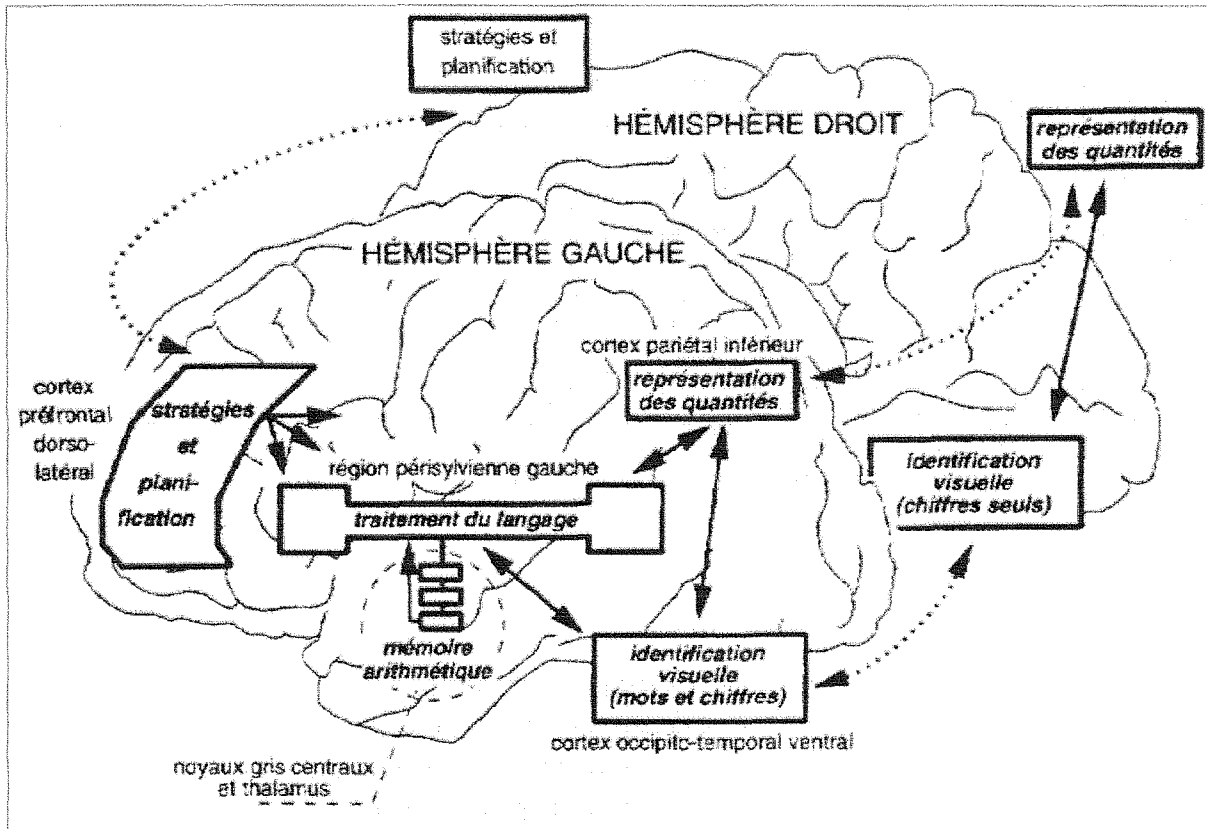 stratégies et
planification
HÉMISPHÈRE DROIT
représentation
des quantités
HÉMISPHÈRE GAUCHE
cortex pariétal inférieur
représentation
des quantités
cortex
préfrontal
dorso-
latéral
stratégies
et
plani-
fication
région périsylvienne gauche
traitement du langage
identification
visuelle
(chiffres seuls)
mémoire
arithmétique
identification
visuelle
(mots et chiffres)
cortex occipito-temporal ventral
noyaux gris centraux
et thalamus